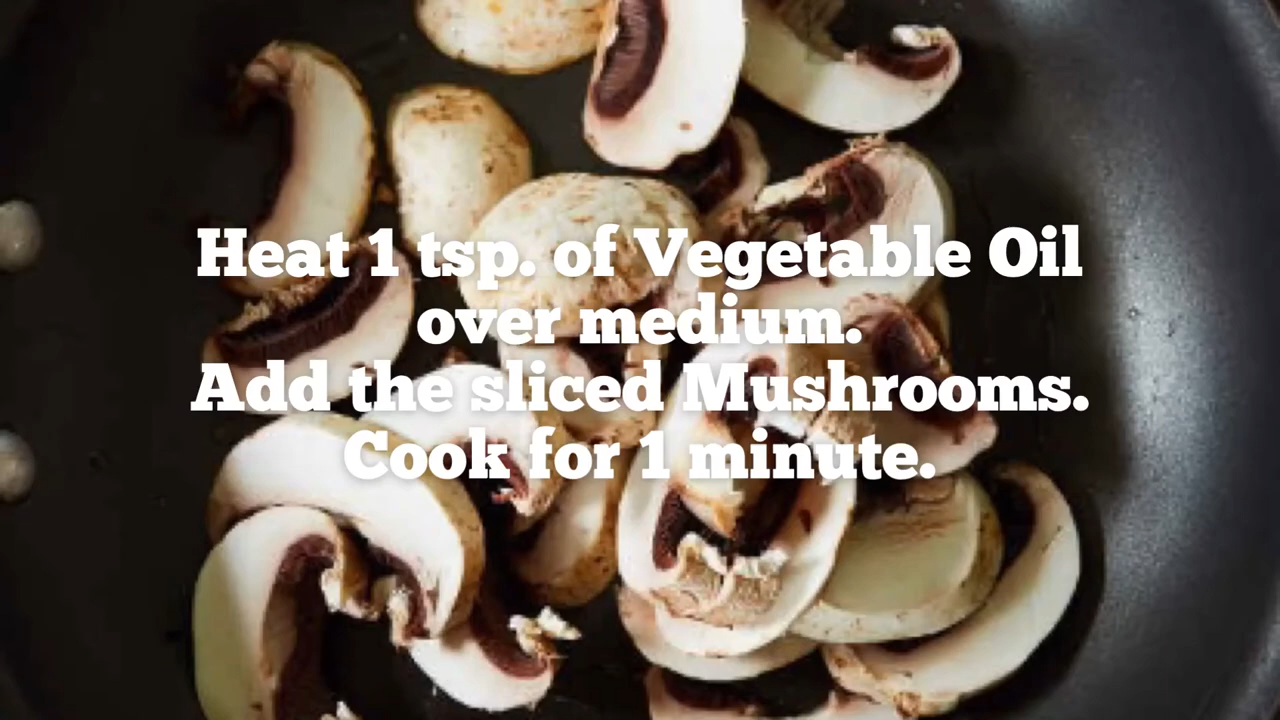 Heat 1 tsp. of Vegetable Oil
over medium.
Add the sliced Mushrooms.
Cook for 1 minute.